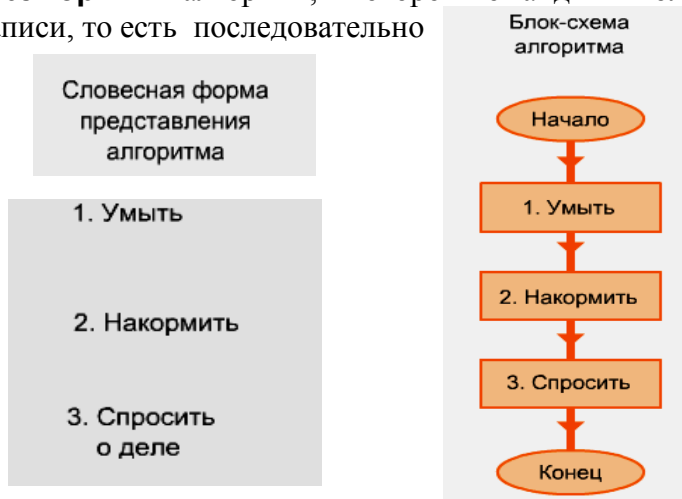 писи, то есть последовательно
Словесная форма
представления
алгоритма
1. Умыть
2. Накормить
3. Спросить
о деле
Блок-схема
алгоритма
Начало
1. Умыть
2. Накормить
3. Спросить
Конец